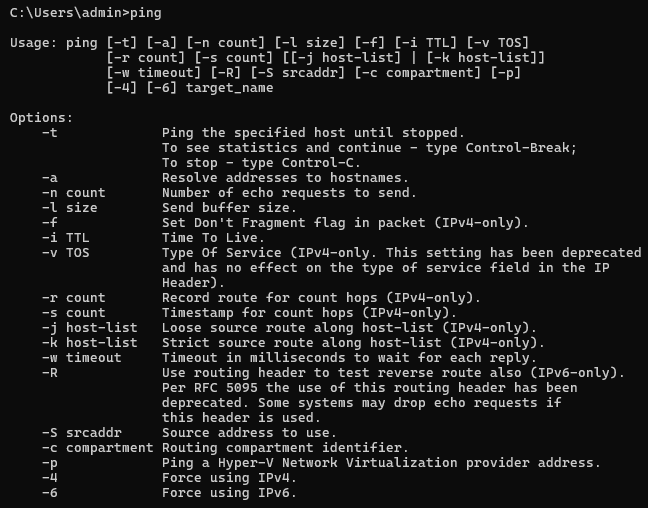 C:\Users\admin>ping
Usage: ping [-t] [-a] [-n count] [-l size] [-f] [-i TTL] [-v TOS]
            [-r count] [-s count] [[-j host-list] | [-k host-list]]
            [-w timeout] [-R] [-S srcaddr] [-c compartment] [-p]
            [-4] [-6] target_name
Options:
    -t             Ping the specified host until stopped.
                   To see statistics and continue - type Control-Break;
                   To stop - type Control-C.
    -a             Resolve addresses to hostnames.
    -n count       Number of echo requests to send.
    -l size        Send buffer size.
    -f             Set Don't Fragment flag in packet (IPv4-only).
    -i TTL         Time To Live.
    -v TOS         Type Of Service (IPv4-only. This setting has been deprecated
                   and has no effect on the type of service field in the IP
                   Header).
    -r count       Record route for count hops (IPv4-only).
    -s count       Timestamp for count hops (IPv4-only).
    -j host-list   Loose source route along host-list (IPv4-only).
    -k host-list   Strict source route along host-list (IPv4-only).
    -w timeout     Timeout in milliseconds to wait for each reply.
    -R             Use routing header to test reverse route also (IPv6-only).
                   Per RFC 5095 the use of this routing header has been
                   deprecated. Some systems may drop echo requests if
                   this header is used.
    -S srcaddr     Source address to use.
    -c compartment Routing compartment identifier.
    -p             Ping a Hyper-V Network Virtualization provider address.
    -4             Force using IPv4.
    -6             Force using IPv6.